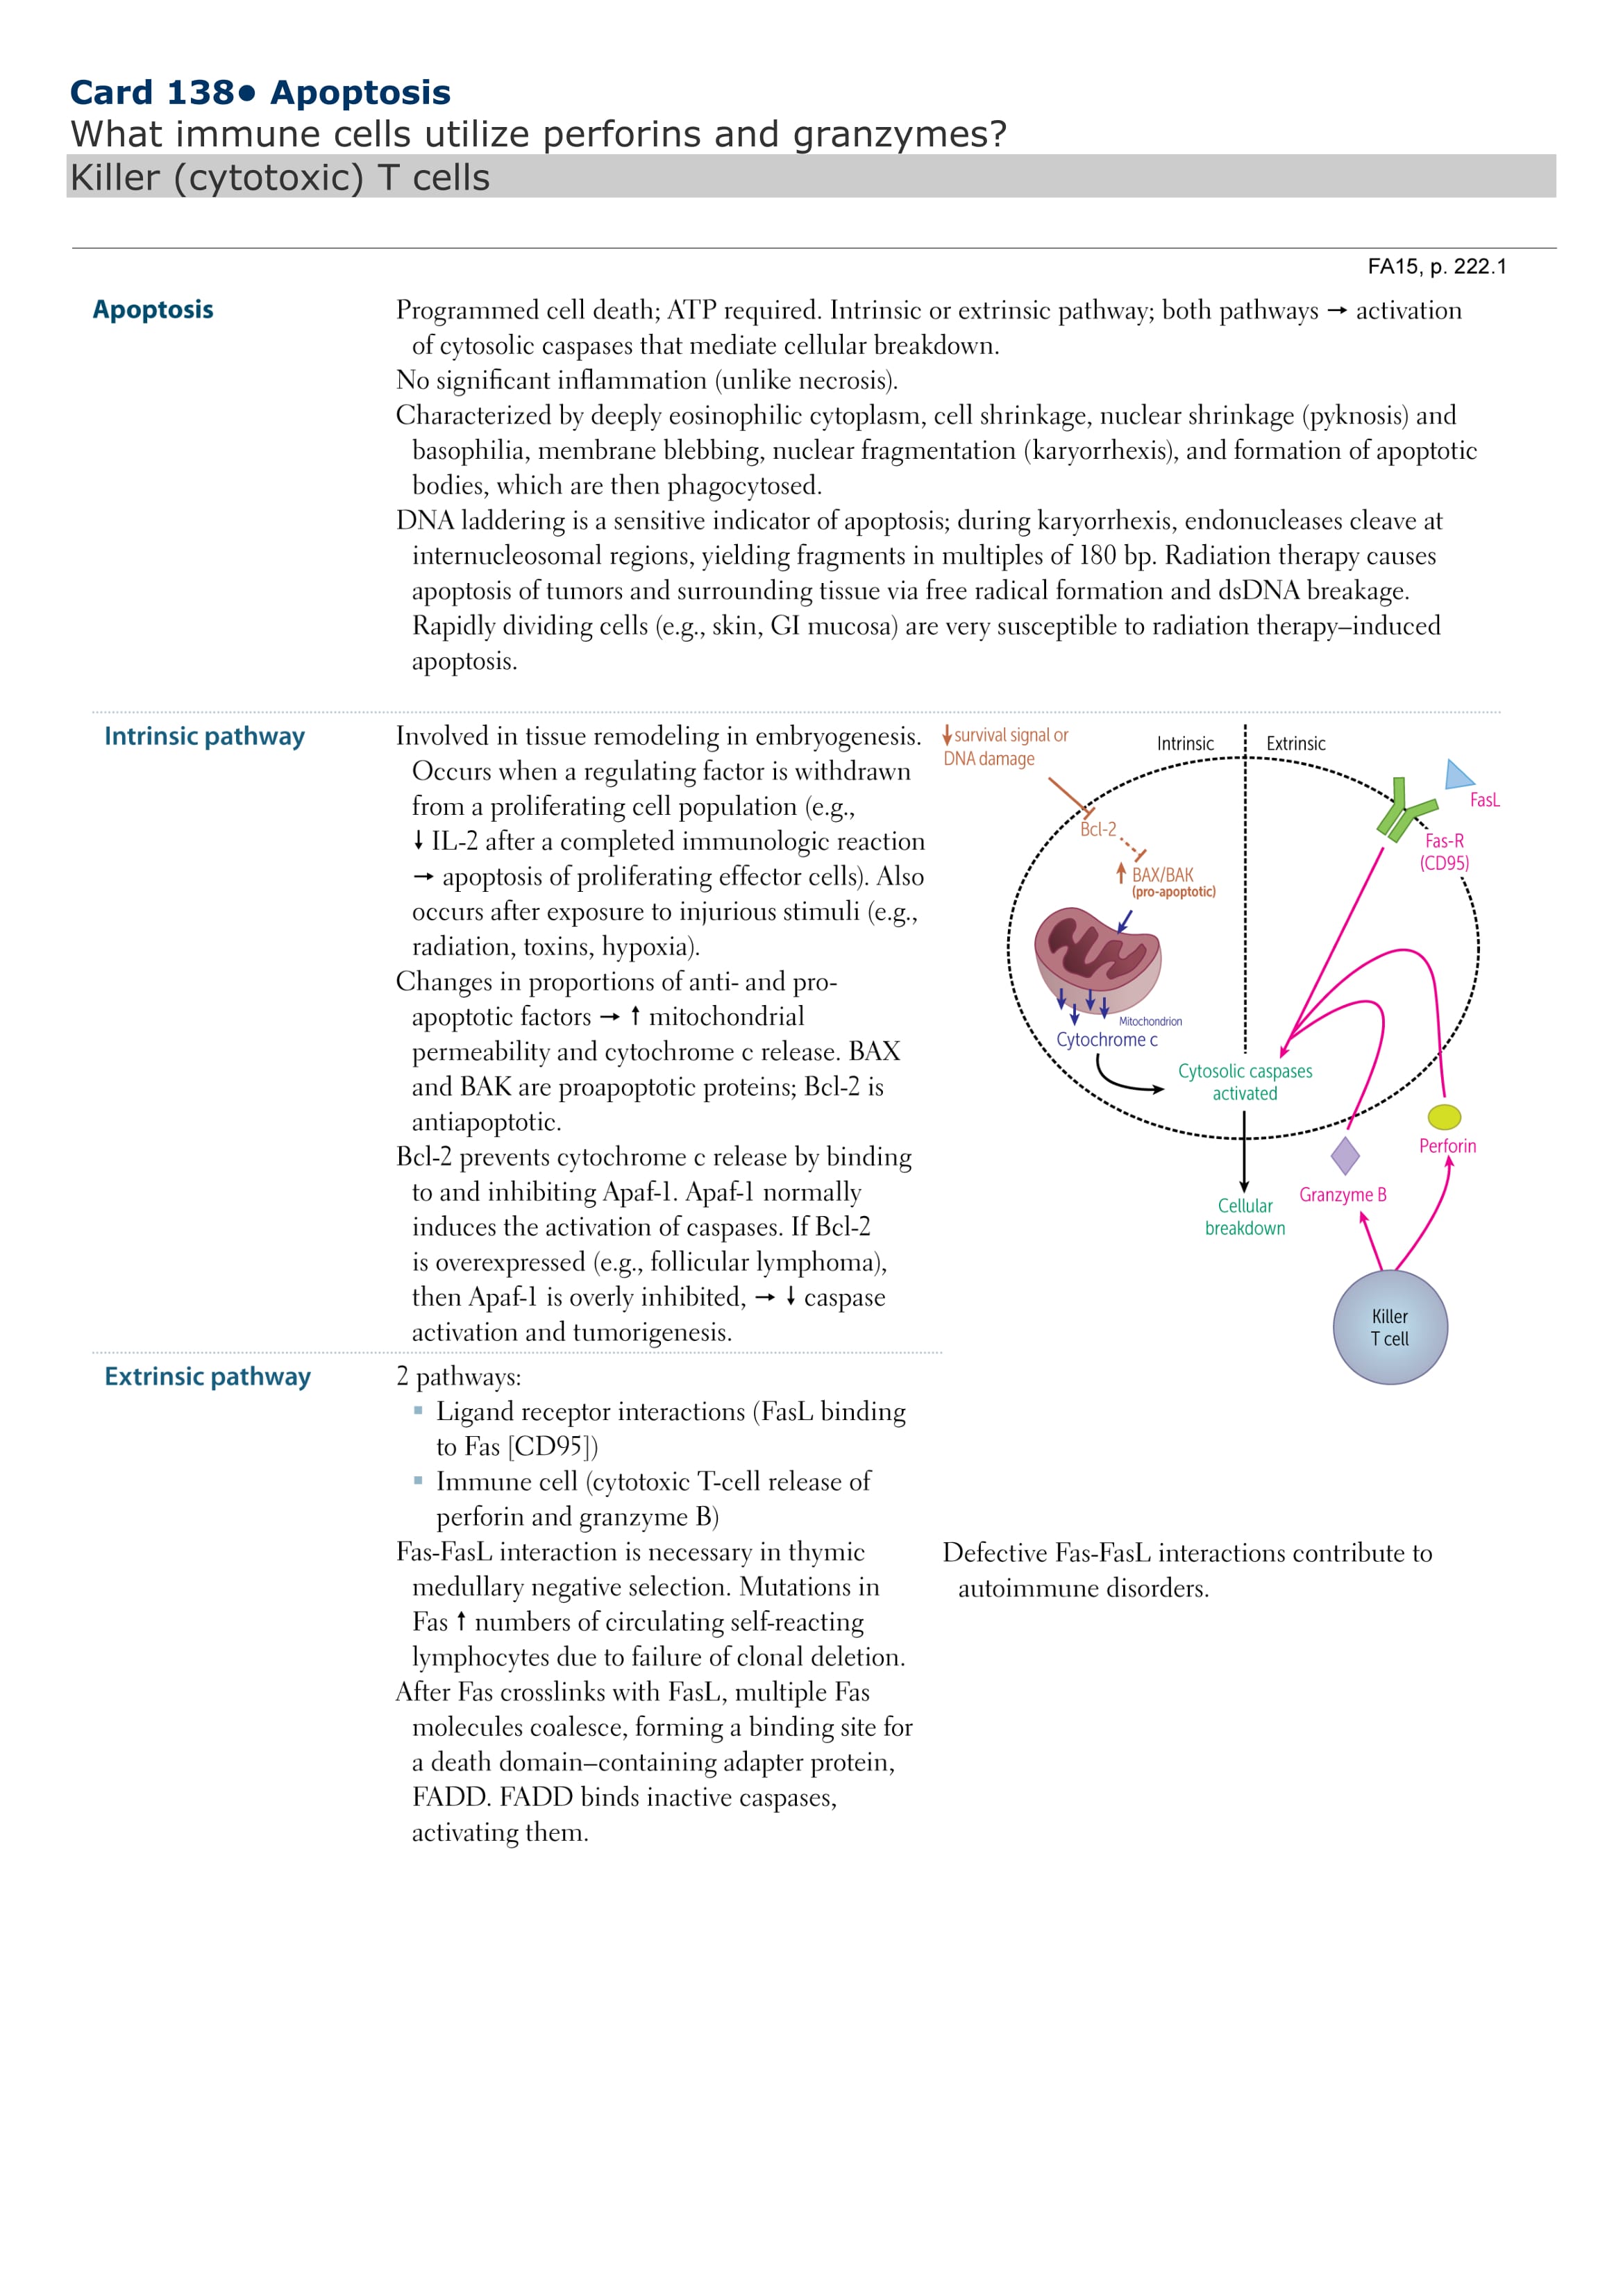 Card 138• Apoptosis
What immune cells utilize perforins and granzymes?
Killer (cytotoxic) T cells
FA15, p. 222.1
Apoptosis
Programmed cell death; ATP required. Intrinsic or extrinsic pathway; both pathways → activation
of cytosolic caspases that mediate cellular breakdown.
No significant inflammation (unlike necrosis).
Characterized by deeply eosinophilic cytoplasm, cell shrinkage, nuclear shrinkage (pyknosis) and
basophilia, membrane blebbing, nuclear fragmentation (karyorrhexis), and formation of apoptotic
bodies, which are then phagocytosed.
DNA laddering is a sensitive indicator of apoptosis; during karyorrhexis, endonucleases cleave at
internucleosomal regions, yielding fragments in multiples of 180 bp. Radiation therapy causes
apoptosis of tumors and surrounding tissue via free radical formation and dsDNA breakage.
Rapidly dividing cells (e.g., skin, GI mucosa) are very susceptible to radiation therapy–induced
apoptosis.
Intrinsic pathway
Involved in tissue remodeling in embryogenesis.
Occurs when a regulating factor is withdrawn
from a proliferating cell population (e.g.,
↓ IL-2 after a completed immunologic reaction
→ apoptosis of proliferating effector cells). Also
occurs after exposure to injurious stimuli (e.g.,
radiation, toxins, hypoxia).
Changes in proportions of anti- and pro-
apoptotic factors → ↑ mitochondrial
permeability and cytochrome c release. BAX
and BAK are proapoptotic proteins; Bcl-2 is
antiapoptotic.
Bcl-2 prevents cytochrome c release by binding
to and inhibiting Apaf-1. Apaf-1 normally
induces the activation of caspases. If Bcl-2
is overexpressed (e.g., follicular lymphoma),
then Apaf-1 is overly inhibited, → ↓ caspase
activation and tumorigenesis.
↓ survival signal or
DNA damage
Intrinsic
Extrinsic
FasL
Fas-R
(CD95)
Bcl-2
↑ BAX/BAK
(pro-apoptotic)
Mitochondrion
Cytochrome c
Cytosolic caspases
activated
Perforin
Granzyme B
Cellular
breakdown
Killer
T cell
Extrinsic pathway
2 pathways:
▪ Ligand receptor interactions (FasL binding
to Fas [CD95])
▪ Immune cell (cytotoxic T-cell release of
perforin and granzyme B)
Fas-FasL interaction is necessary in thymic
medullary negative selection. Mutations in
Fas ↑ numbers of circulating self-reacting
lymphocytes due to failure of clonal deletion.
After Fas crosslinks with FasL, multiple Fas
molecules coalesce, forming a binding site for
a death domain–containing adapter protein,
FADD. FADD binds inactive caspases,
activating them.
Defective Fas-FasL interactions contribute to
autoimmune disorders.